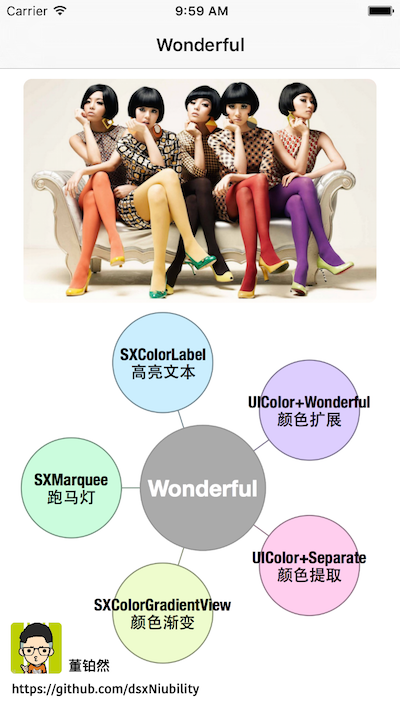 Carrier 9:59 AM
Wonderful
SXColorLabel
高亮文本
UIColor+Wonderful
颜色扩展
SXMarquee
跑马灯
Wonderful
UIColor+Separate
颜色提取
SXColorGradientView
颜色渐变
董铂然
https://github.com/dsxNiubility